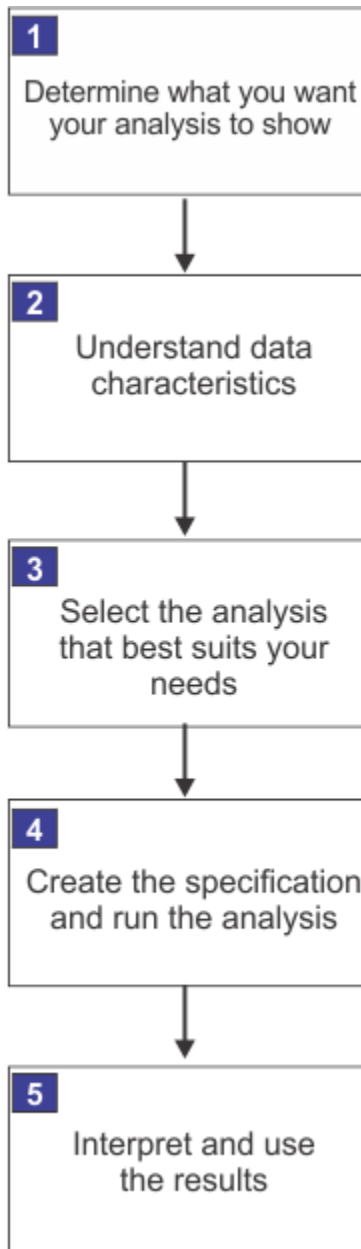 1
Determine what you want
your analysis to show
2
Understand data
characteristics
3
Select the analysis
that best suits your
needs
4
Create the specification
and run the analysis
5
Interpret and use
the results